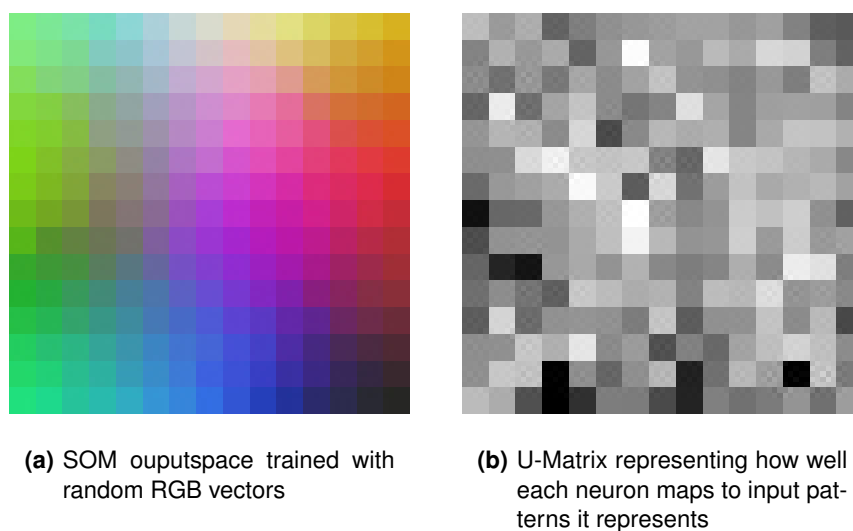 (a) SOM ouputspace trained with
random RGB vectors
(b) U-Matrix representing how well
each neuron maps to input pat-
terns it represents